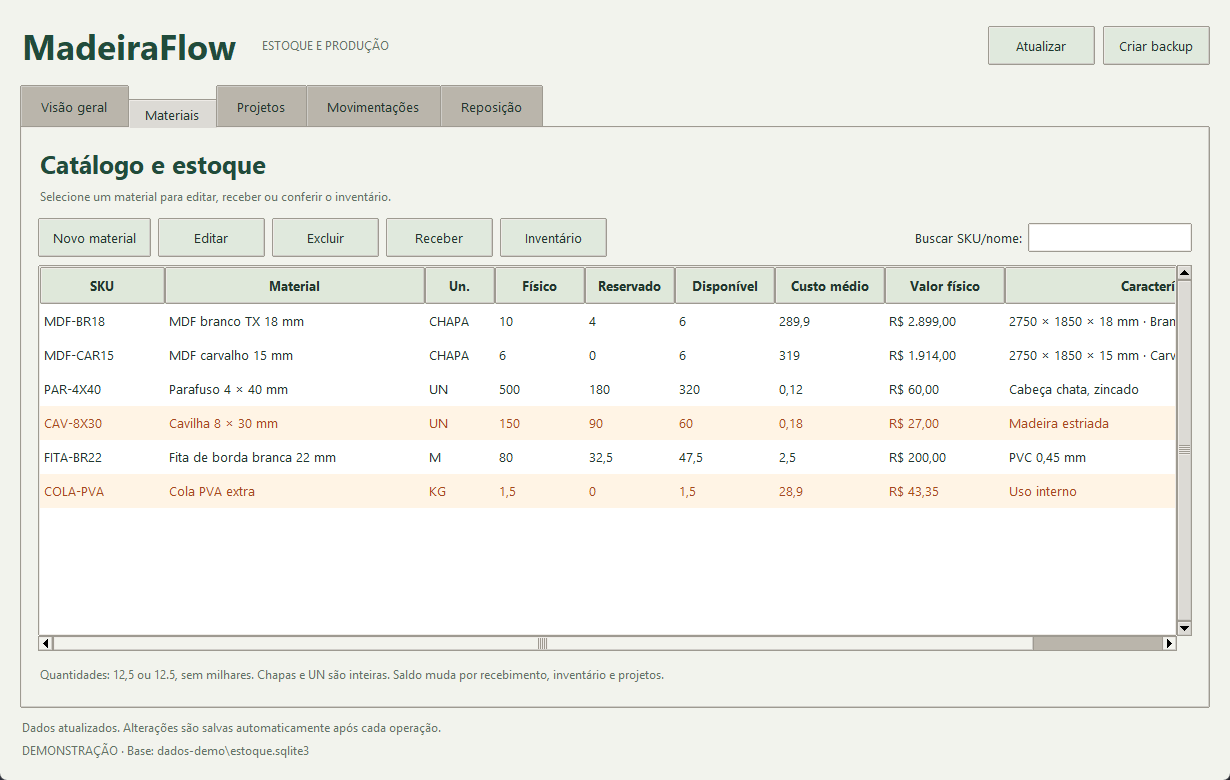 MadeiraFlow ESTOQUE E PRODUÇÃO Atualizar Criar backup
Visão geral Materiais Projetos Movimentações Reposição
Catálogo e estoque
Selecione um material para editar, receber ou conferir o inventário.
Novo material Editar Excluir Receber Inventário Buscar SKU/nome:
SKU Material Un. Físico Reservado Disponível Custo médio Valor físico Caracterí
MDF-BR18 MDF branco TX 18 mm CHAPA 10 4 6 289,9 R$ 2.899,00 2750 × 1850 × 18 mm · Bran
MDF-CAR15 MDF carvalho 15 mm CHAPA 6 0 6 319 R$ 1.914,00 2750 × 1850 × 15 mm · Carv
PAR-4X40 Parafuso 4 × 40 mm UN 500 180 320 0,12 R$ 60,00 Cabeça chata, zincado
CAV-8X30 Cavilha 8 × 30 mm UN 150 90 60 0,18 R$ 27,00 Madeira estriada
FITA-BR22 Fita de borda branca 22 mm M 80 32,5 47,5 2,5 R$ 200,00 PVC 0,45 mm
COLA-PVA Cola PVA extra KG 1,5 0 1,5 28,9 R$ 43,35 Uso interno
Quantidades: 12,5 ou 12.5, sem milhares. Chapas e UN são inteiras. Saldo muda por recebimento, inventário e projetos.
Dados atualizados. Alterações são salvas automaticamente após cada operação.
DEMONSTRAÇÃO · Base: dados-demo\estoque.sqlite3